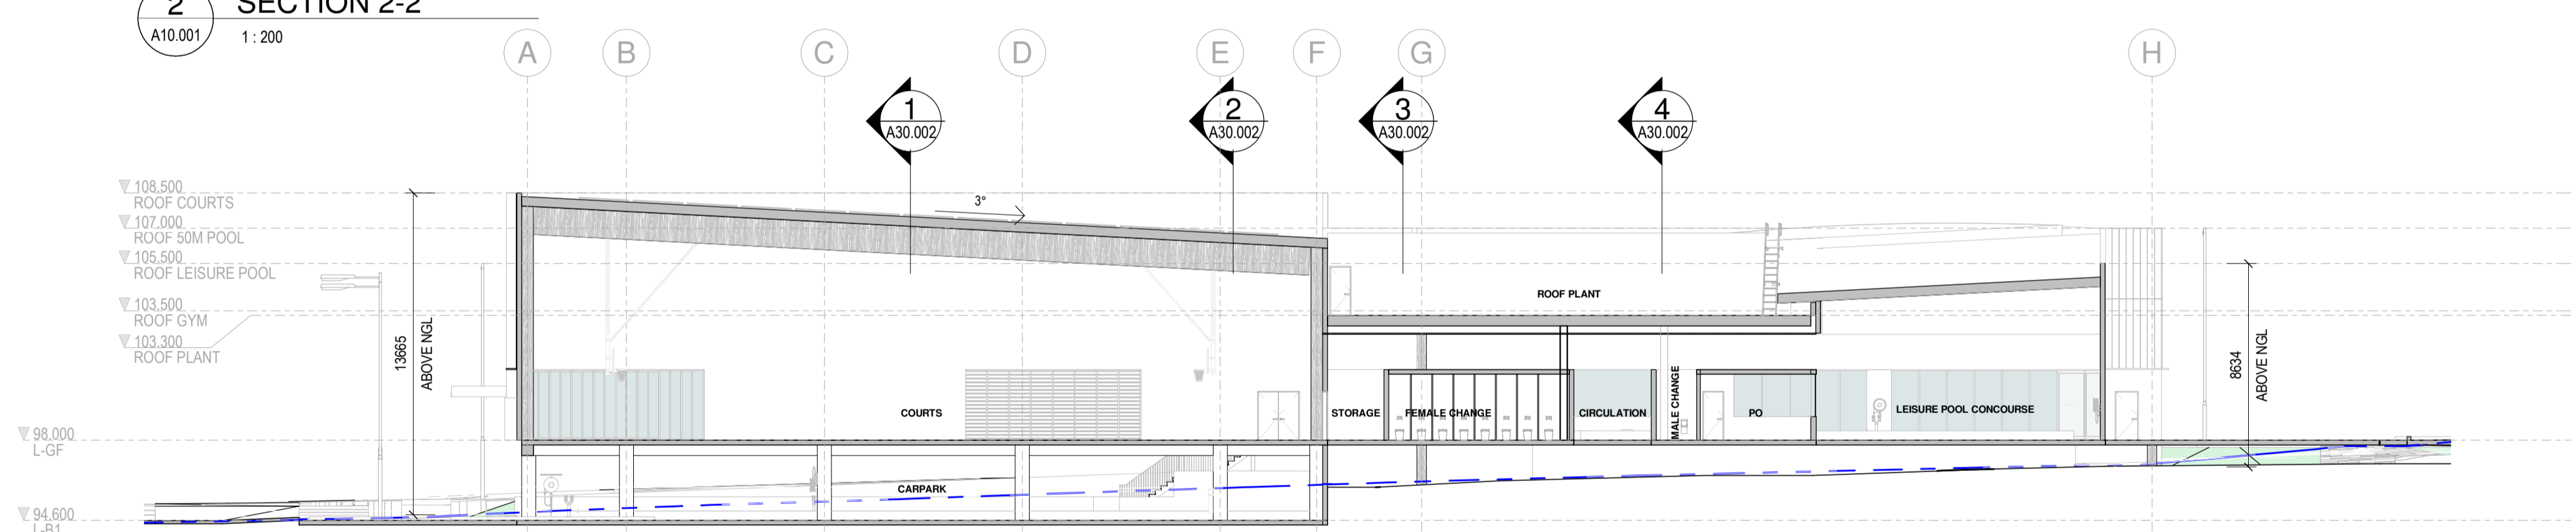 2 SECTION 2-2
A10.001 1 : 200
A B C D E F G H
1 2 3 4
A30.002 A30.002 A30.002 A30.002
108.500
ROOF COURTS
3°
107.000
ROOF 50M POOL
105.500
ROOF LEISURE POOL
103.500
ROOF GYM
103.300
ROOF PLANT
ROOF PLANT
13665
ABOVE NGL
8634
ABOVE NGL
COURTS
STORAGE
FEMALE CHANGE
CIRCULATION
MALE CHANGE
PO
LEISURE POOL CONCOURSE
98.000
L-GF
CARPARK
94.600
L-B1